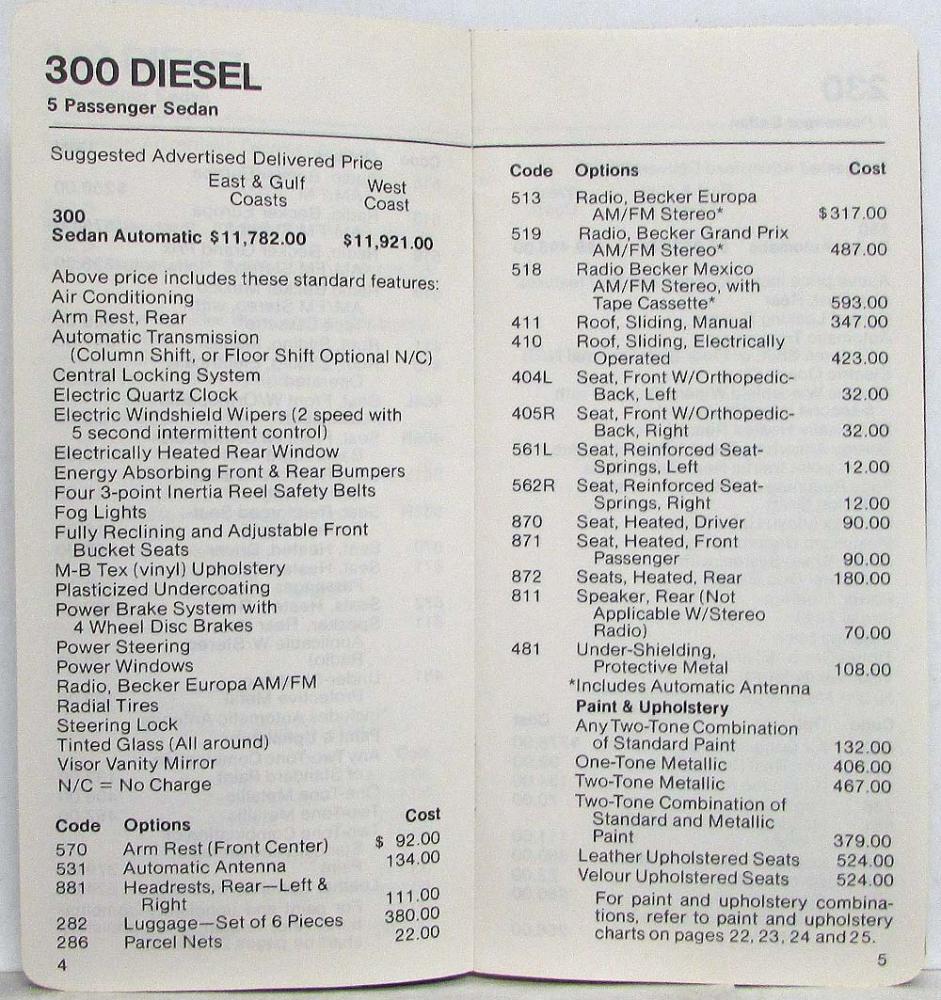 300 DIESEL
5 Passenger Sedan
Suggested Advertised Delivered Price
East & Gulf West
Coasts Coast
300
Sedan Automatic $11,782.00 $11,921.00
Above price includes these standard features:
Air Conditioning
Arm Rest, Rear
Automatic Transmission
(Column Shift, or Floor Shift Optional N/C)
Central Locking System
Electric Quartz Clock
Electric Windshield Wipers (2 speed with
5 second intermittent control)
Electrically Heated Rear Window
Energy Absorbing Front & Rear Bumpers
Four 3-point Inertia Reel Safety Belts
Fog Lights
Fully Reclining and Adjustable Front
Bucket Seats
M-B Tex (vinyl) Upholstery
Plasticized Undercoating
Power Brake System with
4 Wheel Disc Brakes
Power Steering
Power Windows
Radio, Becker Europa AM/FM
Radial Tires
Steering Lock
Tinted Glass (All around)
Visor Vanity Mirror
N/C = No Charge
Code Options Cost
570 Arm Rest (Front Center) $ 92.00
531 Automatic Antenna 134.00
881 Headrests, Rear—Left &
Right 111.00
282 Luggage—Set of 6 Pieces 380.00
286 Parcel Nets 22.00
4
Code Options Cost
513 Radio, Becker Europa
AM/FM Stereo* $317.00
519 Radio, Becker Grand Prix
AM/FM Stereo* 487.00
518 Radio Becker Mexico
AM/FM Stereo, with
Tape Cassette* 593.00
411 Roof, Sliding, Manual 347.00
410 Roof, Sliding, Electrically
Operated 423.00
404L Seat, Front W/Orthopedic-
Back, Left 32.00
405R Seat, Front W/Orthopedic-
Back, Right 32.00
561L Seat, Reinforced Seat-
Springs, Left 12.00
562R Seat, Reinforced Seat-
Springs, Right 12.00
870 Seat, Heated, Driver 90.00
871 Seat, Heated, Front
Passenger 90.00
872 Seats, Heated, Rear 180.00
811 Speaker, Rear (Not
Applicable W/Stereo
Radio) 70.00
481 Under-Shielding,
Protective Metal 108.00
*Includes Automatic Antenna
Paint & Upholstery
Any Two-Tone Combination
of Standard Paint 132.00
One-Tone Metallic 406.00
Two-Tone Metallic 467.00
Two-Tone Combination of
Standard and Metallic
Paint 379.00
Leather Upholstered Seats 524.00
Velour Upholstered Seats 524.00
For paint and upholstery combina-
tions, refer to paint and upholstery
charts on pages 22, 23, 24 and 25.
5